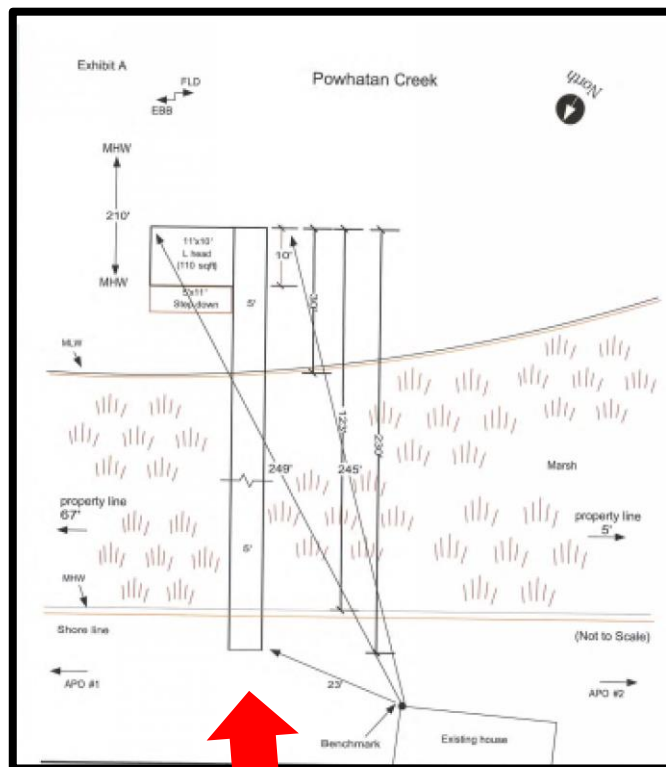 Exhibit A
Powhatan Creek
North
FLD
EBB
MHW
210'
MHW
11'x10'
L head
(110 sqft)
10'
5'x11'
Step down
5'
30'
MLW
123'
230'
249'
245'
Marsh
property line
67'
property line
5'
5'
MHW
Shore line
(Not to Scale)
APO #1
23'
APO #2
Benchmark
Existing house